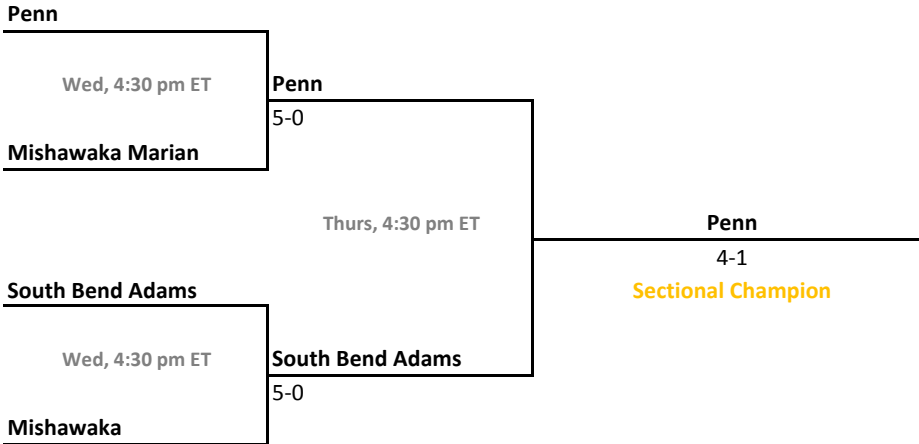 Penn
Wed, 4:30 pm ET
Penn
5-0
Mishawaka Marian
Thurs, 4:30 pm ET
Penn
4-1
Sectional Champion
South Bend Adams
Wed, 4:30 pm ET
South Bend Adams
5-0
Mishawaka